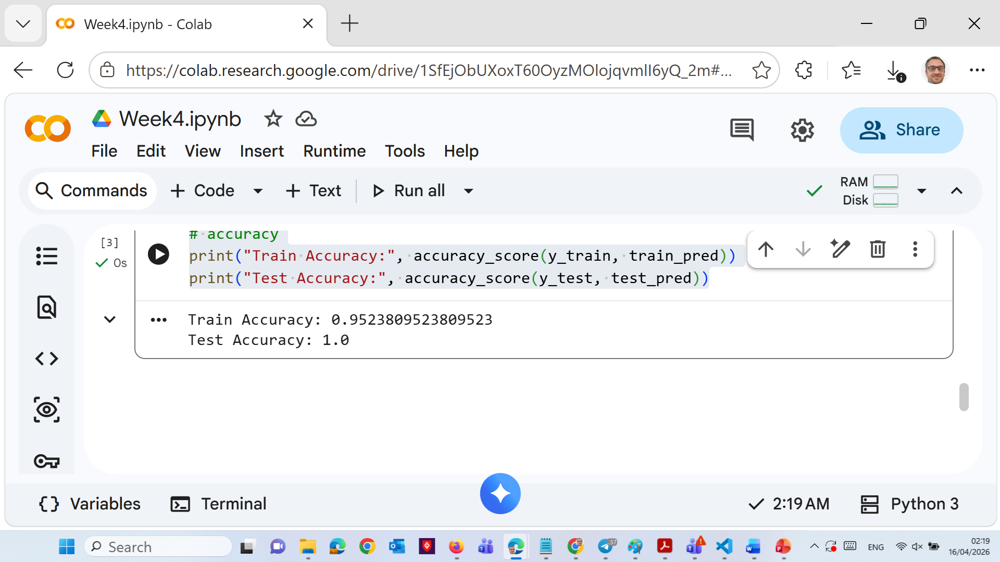 Week4.ipynb - Colab
https://colab.research.google.com/drive/1SfEjObUXoxT60OyzMOlojqvmlI6yQ_2m#...
Week4.ipynb
Share
File Edit View Insert Runtime Tools Help
Commands + Code + Text Run all
RAM
Disk
[3]
0s
# accuracy
print("Train Accuracy:", accuracy_score(y_train, train_pred))
print("Test Accuracy:", accuracy_score(y_test, test_pred))
Train Accuracy: 0.9523809523809523
Test Accuracy: 1.0
Variables Terminal 2:19 AM Python 3
Search
.57
ENG
02:19
16/04/2026